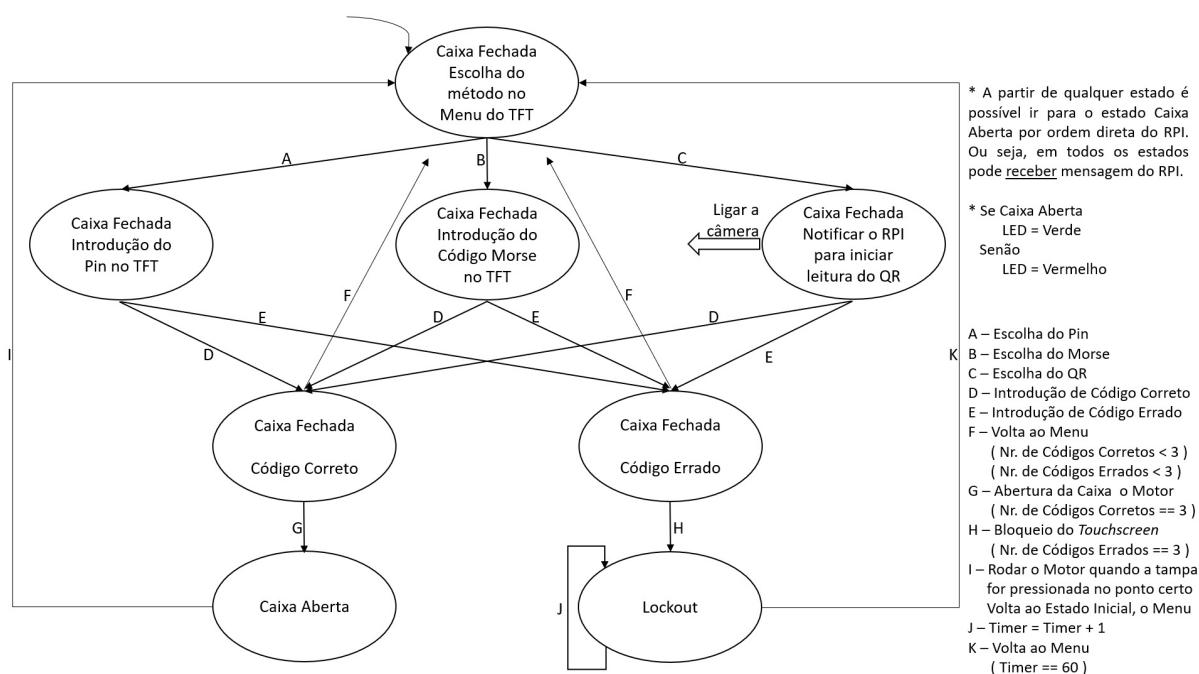 Caixa Fechada
Escolha do
método no
Menu do TFT
A
B
C
Caixa Fechada
Introdução do
Pin no TFT
Caixa Fechada
Introdução do
Código Morse
no TFT
Ligar a
câmera
Caixa Fechada
Notificar o RPI
para iniciar
leitura do QR
F
F
E
D
E
D
D
E
I
K
Caixa Fechada
Código Correto
Caixa Fechada
Código Errado
G
H
Caixa Aberta
J
Lockout
* A partir de qualquer estado é
possível ir para o estado Caixa
Aberta por ordem direta do RPI.
Ou seja, em todos os estados
pode receber mensagem do RPI.
* Se Caixa Aberta
LED = Verde
Senão
LED = Vermelho
A – Escolha do Pin
B – Escolha do Morse
C – Escolha do QR
D – Introdução de Código Correto
E – Introdução de Código Errado
F – Volta ao Menu
( Nr. de Códigos Corretos < 3 )
( Nr. de Códigos Errados < 3 )
G – Abertura da Caixa o Motor
( Nr. de Códigos Corretos == 3 )
H – Bloqueio do Touchscreen
( Nr. de Códigos Errados == 3 )
I – Rodar o Motor quando a tampa
for pressionada no ponto certo
Volta ao Estado Inicial, o Menu
J – Timer = Timer + 1
K – Volta ao Menu
( Timer == 60 )